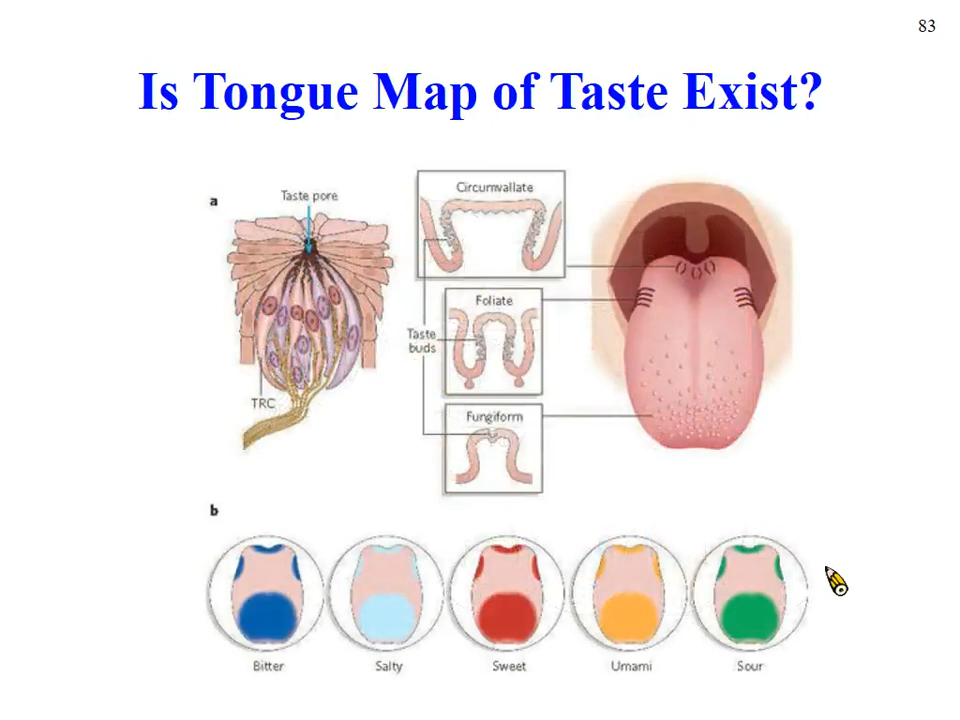 83
Is Tongue Map of Taste Exist?
a
Taste pore
Circumvallate
Foliate
Taste
buds
TRC
Fungiform
b
Bitter
Salty
Sweet
Umami
Sour